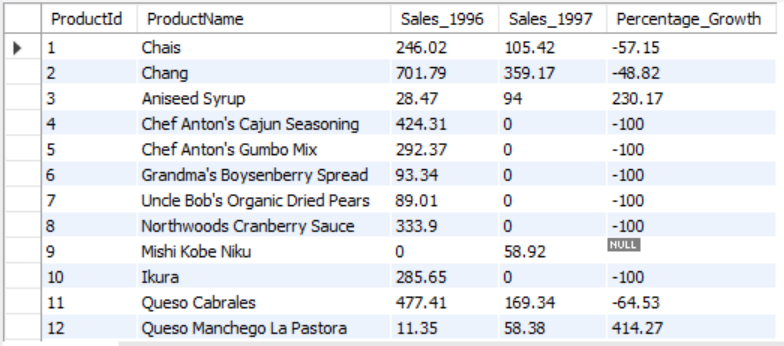 ProductId ProductName Sales_1996 Sales_1997 Percentage_Growth
1 Chais 246.02 105.42 -57.15
2 Chang 701.79 359.17 -48.82
3 Aniseed Syrup 28.47 94 230.17
4 Chef Anton's Cajun Seasoning 424.31 0 -100
5 Chef Anton's Gumbo Mix 292.37 0 -100
6 Grandma's Boysenberry Spread 93.34 0 -100
7 Uncle Bob's Organic Dried Pears 89.01 0 -100
8 Northwoods Cranberry Sauce 333.9 0 -100
9 Mishi Kobe Niku 0 58.92 NULL
10 Ikura 285.65 0 -100
11 Queso Cabrales 477.41 169.34 -64.53
12 Queso Manchego La Pastora 11.35 58.38 414.27